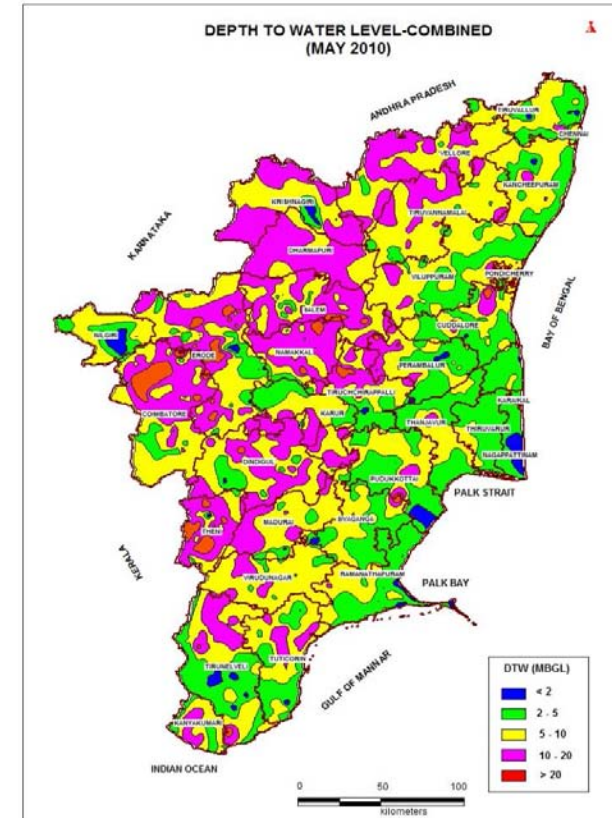 DEPTH TO WATER LEVEL-COMBINED
(MAY 2010)
ANDHRA PRADESH
TIRUVALLUR
CHENNAI
VELLORE
KANCHEEPURAM
KRISHNAGIRI
TIRUVANNAMALAI
KARNATAKA
DHARMAPURI
VILUPPURAM
PONDICHERRY
SALEM
BAY OF BENGAL
NILGIRI
CUDDALORE
ERODE
NAMAKKAL
PERAMBALUR
TIRUCHCHIRAPPALLI
KARAIKAL
COIMBATORE
KARUR
THANJAVUR
THIRUVARUR
NAGAPPATTINAM
DINDIGUL
PUDUKKOTTAI
PALK STRAIT
THENI
MADURAI
SIVAGANGA
KERALA
VIRUDUNAGAR
RAMANATHAPURAM
PALK BAY
TUTICORIN
TIRUNELVELI
GULF OF MANNAR
KANYAKUMARI
INDIAN OCEAN
DTW (MBGL)
< 2
2 - 5
5 - 10
10 - 20
> 20
0 50 100
kilometers